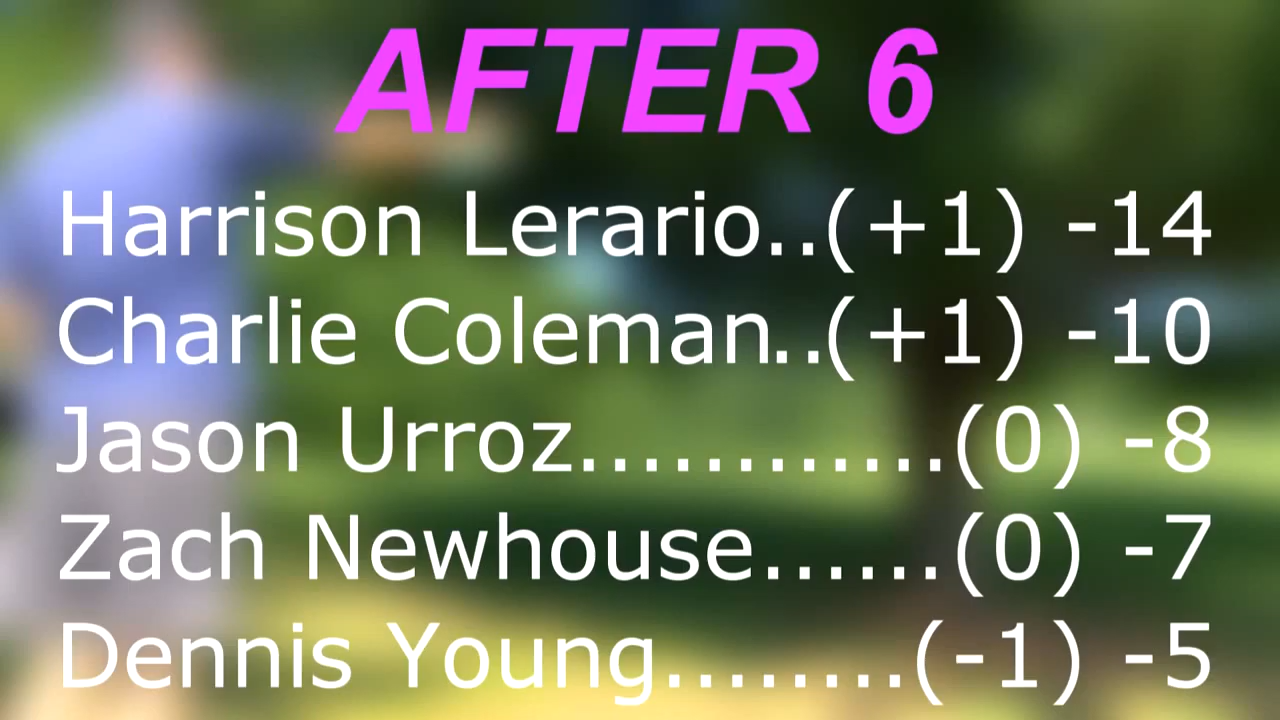 AFTER 6
Harrison Lerario..(+1) -14
Charlie Coleman..(+1) -10
Jason Urroz............(0) -8
Zach Newhouse......(0) -7
Dennis Young........(-1) -5